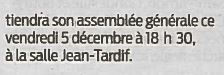 tiendra son assemblée générale ce
vendredi 5 décembre à 18 h 30,
à la salle Jean-Tardif.